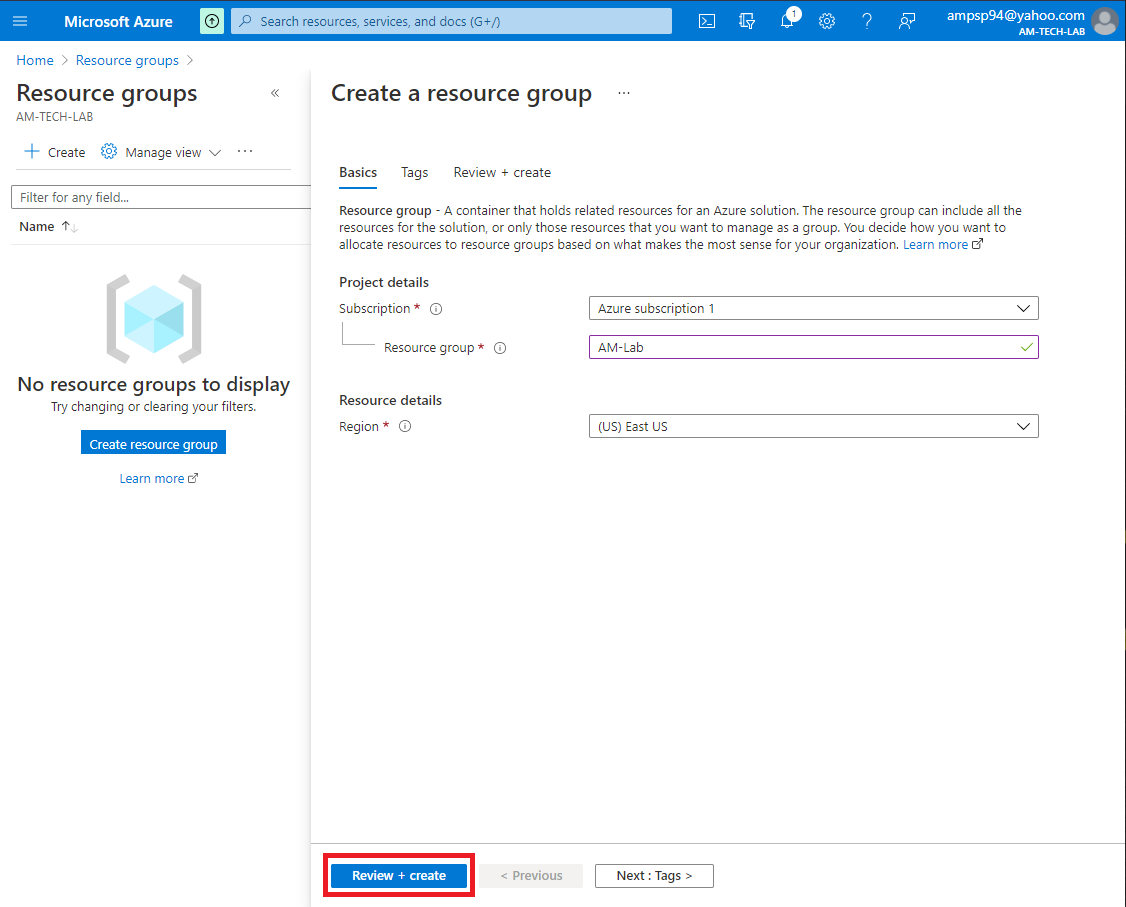 Microsoft Azure
Search resources, services, and docs (G+/)
1
ampsp94@yahoo.com
AM-TECH-LAB
Home > Resource groups >
Resource groups
AM-TECH-LAB
Create
Manage view
Filter for any field...
Name
No resource groups to display
Try changing or clearing your filters.
Create resource group
Learn more
Create a resource group
Basics
Tags
Review + create
Resource group - A container that holds related resources for an Azure solution. The resource group can include all the
resources for the solution, or only those resources that you want to manage as a group. You decide how you want to
allocate resources to resource groups based on what makes the most sense for your organization. Learn more
Project details
Subscription *
Azure subscription 1
Resource group *
AM-Lab
Resource details
Region *
(US) East US
Review + create
< Previous
Next : Tags >